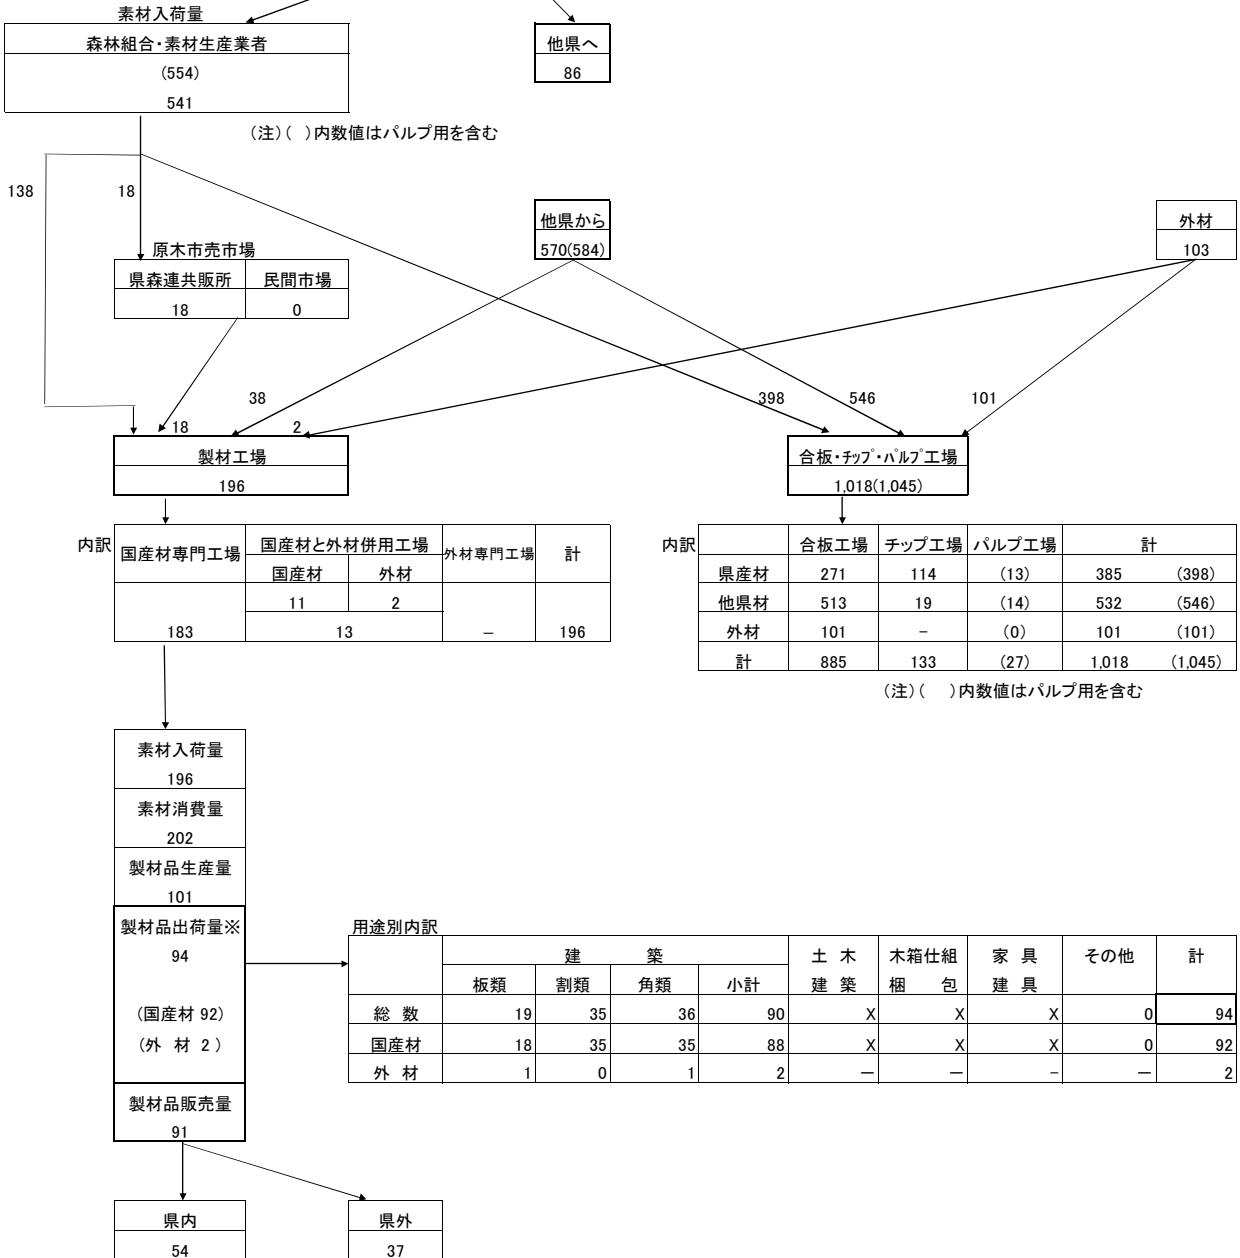 素材入荷量
森林組合・素材生産業者
(554)
541
他県へ
86
(注)( )内数値はパルプ用を含む
138
18
他県から
570(584)
外材
103
原木市売市場
県森連共販所 民間市場
18 0
38
398
546
101
18
2
製材工場
196
合板・チップ・パルプ工場
1,018(1,045)
内訳
国産材専門工場 国産材と外材併用工場 外材専門工場 計
国産材 外材
11 2
183 13 － 196
内訳
合板工場 チップ工場 パルプ工場 計
県産材 271 114 (13) 385 (398)
他県材 513 19 (14) 532 (546)
外材 101 - (0) 101 (101)
計 885 133 (27) 1,018 (1,045)
(注)( )内数値はパルプ用を含む
素材入荷量
196
素材消費量
202
製材品生産量
101
製材品出荷量※
94
(国産材 92)
(外 材 2 )
用途別内訳
建 築 土 木 木箱仕組 家 具 その他 計
板類 割類 角類 小計 建 築 梱 包 建 具
総 数 19 35 36 90 X X X 0 94
国産材 18 35 35 88 X X X 0 92
外 材 1 0 1 2 － － - － 2
製材品販売量
91
県内
54
県外
37